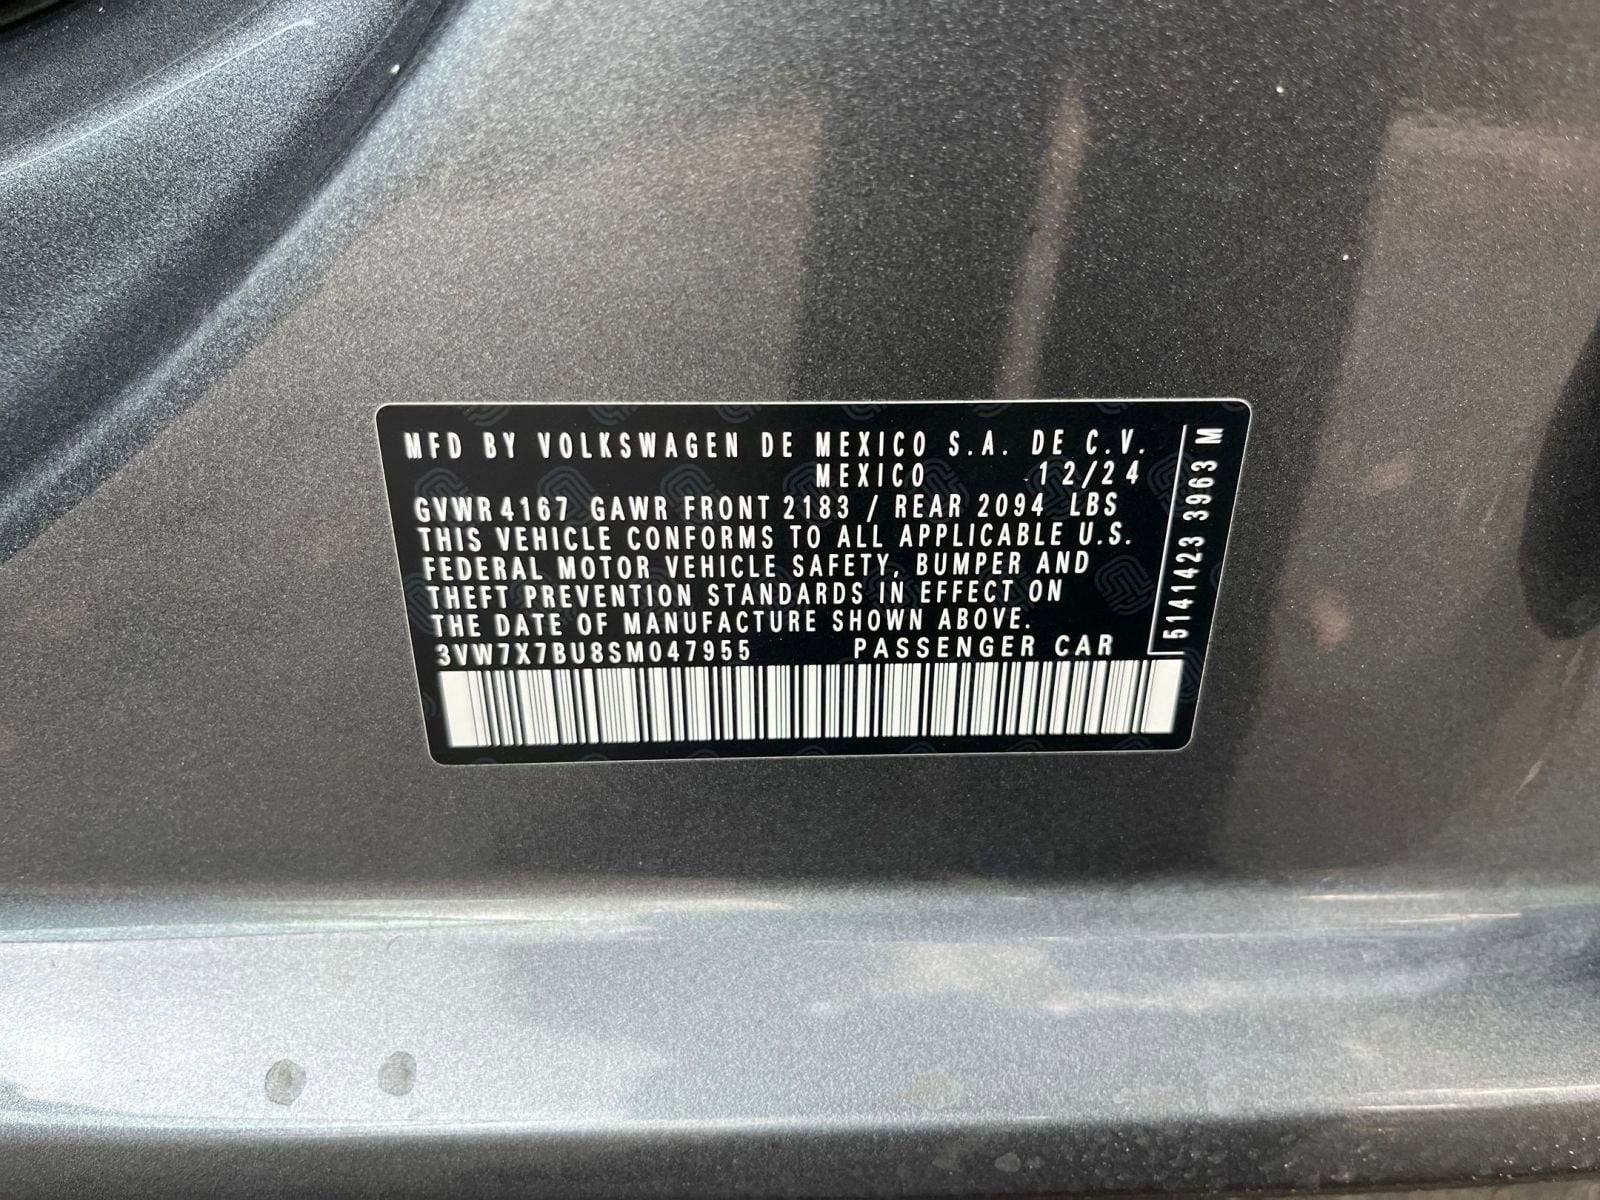 MFD BY VOLKSWAGEN DE MEXICO S.A. DE C.V.
MEXICO 12/24
GVWR 4167 GAWR FRONT 2183 / REAR 2094 LBS
THIS VEHICLE CONFORMS TO ALL APPLICABLE U.S.
FEDERAL MOTOR VEHICLE SAFETY, BUMPER AND
THEFT PREVENTION STANDARDS IN EFFECT ON
THE DATE OF MANUFACTURE SHOWN ABOVE.
3VW7X7BU8SM047955 PASSENGER CAR
5141423 3963 M